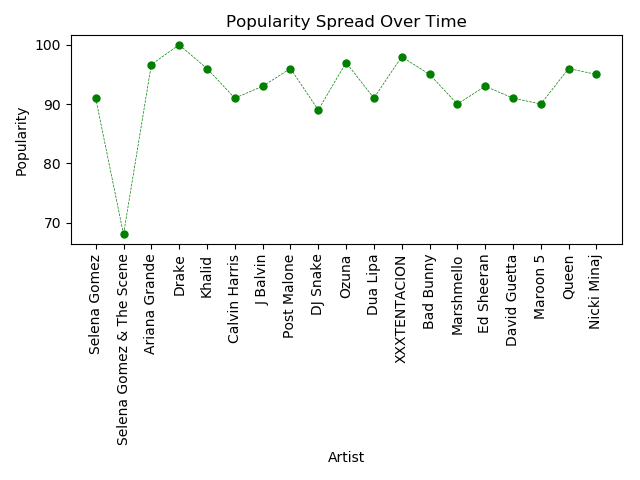 Popularity Spread Over Time
Popularity
100
90
80
70
Selena Gomez
Selena Gomez & The Scene
Ariana Grande
Drake
Khalid
Calvin Harris
J Balvin
Post Malone
DJ Snake
Ozuna
Dua Lipa
XXXTENTACION
Bad Bunny
Marshmello
Ed Sheeran
David Guetta
Maroon 5
Queen
Nicki Minaj
Artist